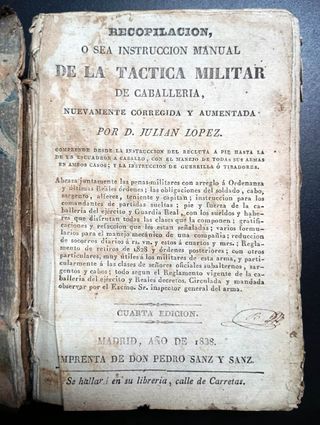 RECOPILACION,
O SEA INSTRUCCION MANUAL
DE LA TACTICA MILITAR
DE CABALLERIA,
NUEVAMENTE CORREGIDA Y AUMENTADA
POR D. JULIAN LOPEZ.
COMPRENDE DESDE LA INSTRUCCION DEL RECLUTA A PIE HASTA LA
DE UN ESCUADRON A CABALLO, CON EL MANEJO DE TODAS SUS ARMAS
EN AMBOS CASOS; Y LA INSTRUCCION DE GUERRILLA Ó TIRADORES.
Abraza juntamente las penas militares con arreglo á Ordenanza
y últimas Reales órdenes; las obligaciones del soldado, cabo,
sargento, alferez, teniente y capitan; instruccion para los
comandantes de partidas sueltas; pie y fuerza de la ca-
ballería del ejército y Guardia Real, con los sueldos y habe-
res que disfrutan todas las clases que la componen; grati-
ficaciones y refaccion que les estan señaladas; varios formu-
larios para el manejo mecánico de una compañia; reduccion
de socorros diarios á rs. vn. y estos á cuartos y mrs.; Regla-
mento de retiros de 1828 y órdenes posteriores; con otros
particulares, muy útiles á los militares de esta arma, y parti-
cularmente á las clases de señores oficiales subalternos, sar-
gentos y cabos; todo segun el Reglamento vigente de la ca-
ballería del ejército y Reales decretos. Circulada y mandada
observar por el Excmo. Sr. inspector general del arma.
CUARTA EDICION.
MADRID, AÑO DE 1838.
IMPRENTA DE DON PEDRO SANZ Y SANZ.
Se hallará en su librería, calle de Carretas.